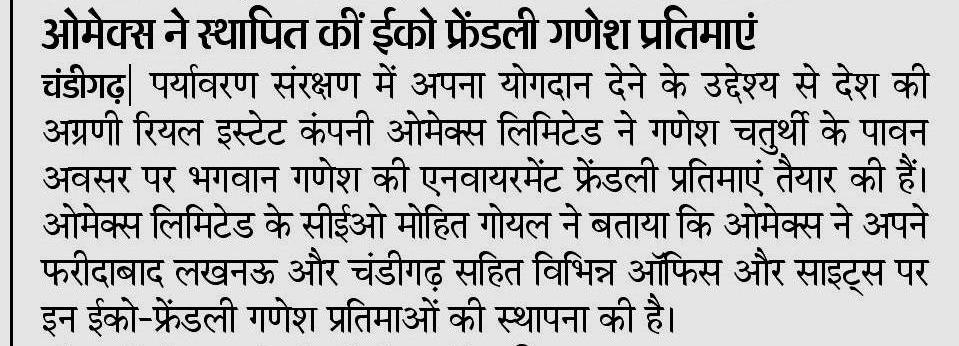 ओमेक्स ने स्थापित कीं ईको फ्रेंडली गणेश प्रतिमाएं
चंडीगढ़| पर्यावरण संरक्षण में अपना योगदान देने के उद्देश्य से देश की
अग्रणी रियल इस्टेट कंपनी ओमेक्स लिमिटेड ने गणेश चतुर्थी के पावन
अवसर पर भगवान गणेश की एनवायरमेंट फ्रेंडली प्रतिमाएं तैयार की हैं।
ओमेक्स लिमिटेड के सीईओ मोहित गोयल ने बताया कि ओमेक्स ने अपने
फरीदाबाद लखनऊ और चंडीगढ़ सहित विभिन्न ऑफिस और साइट्स पर
इन ईको-फ्रेंडली गणेश प्रतिमाओं की स्थापना की है।